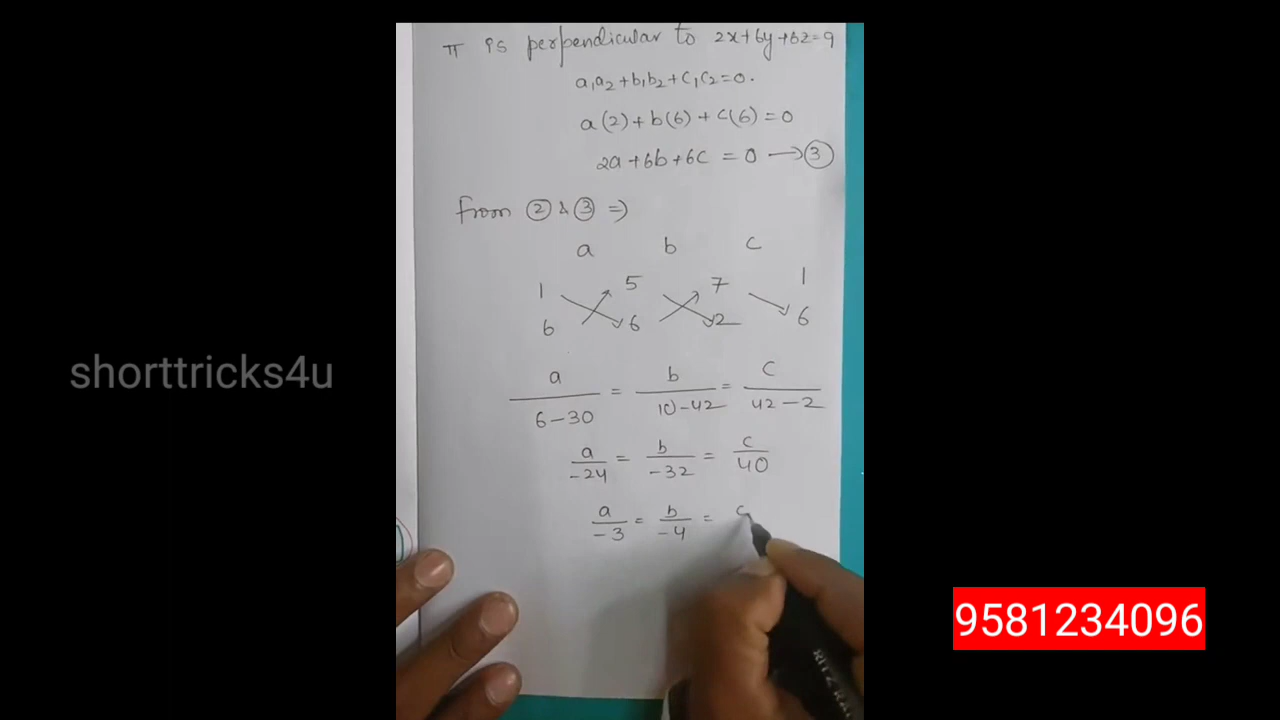 π is perpendicular to 2x+6y+6z=9
a₁a₂+b₁b₂+c₁c₂=0.
a(2)+b(6)+c(6)=0
2a+6b+6c=0 → ③
From ② & ③ ⇒
a b c
1 5 7 1
6 6 2 6
a/6-30 = b/10-42 = c/42-2
shorttricks4u
a/-24 = b/-32 = c/40
a/-3 = b/-4 = c
9581234096